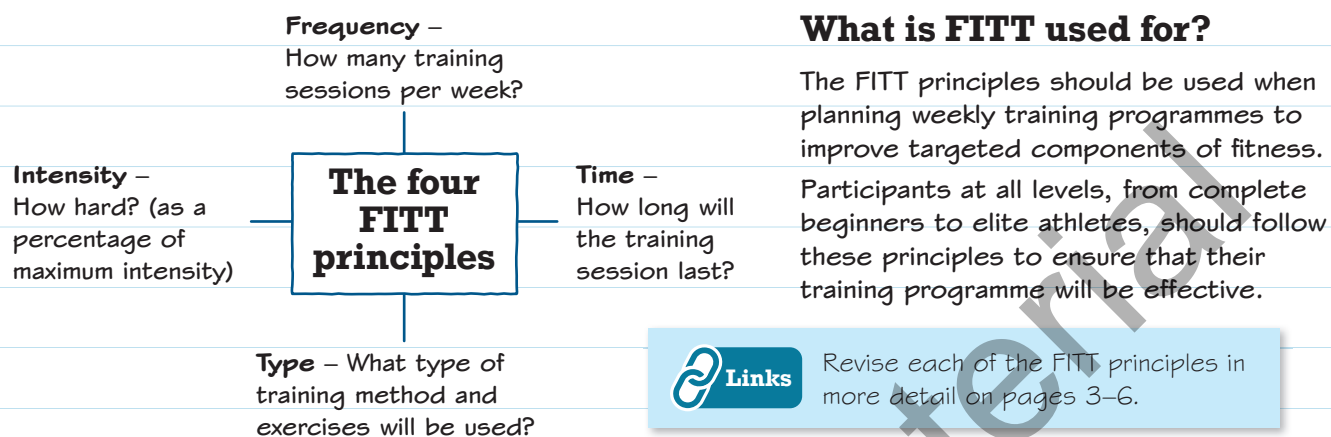 Frequency –
How many training
sessions per week?
Intensity –
How hard? (as a
percentage of
maximum intensity)
The four
FITT
principles
Time –
How long will
the training
session last?
Type – What type of
training method and
exercises will be used?
What is FITT used for?
The FITT principles should be used when
planning weekly training programmes to
improve targeted components of fitness.
Participants at all levels, from complete
beginners to elite athletes, should follow
these principles to ensure that their
training programme will be effective.
Links
Revise each of the FITT principles in
more detail on pages 3–6.